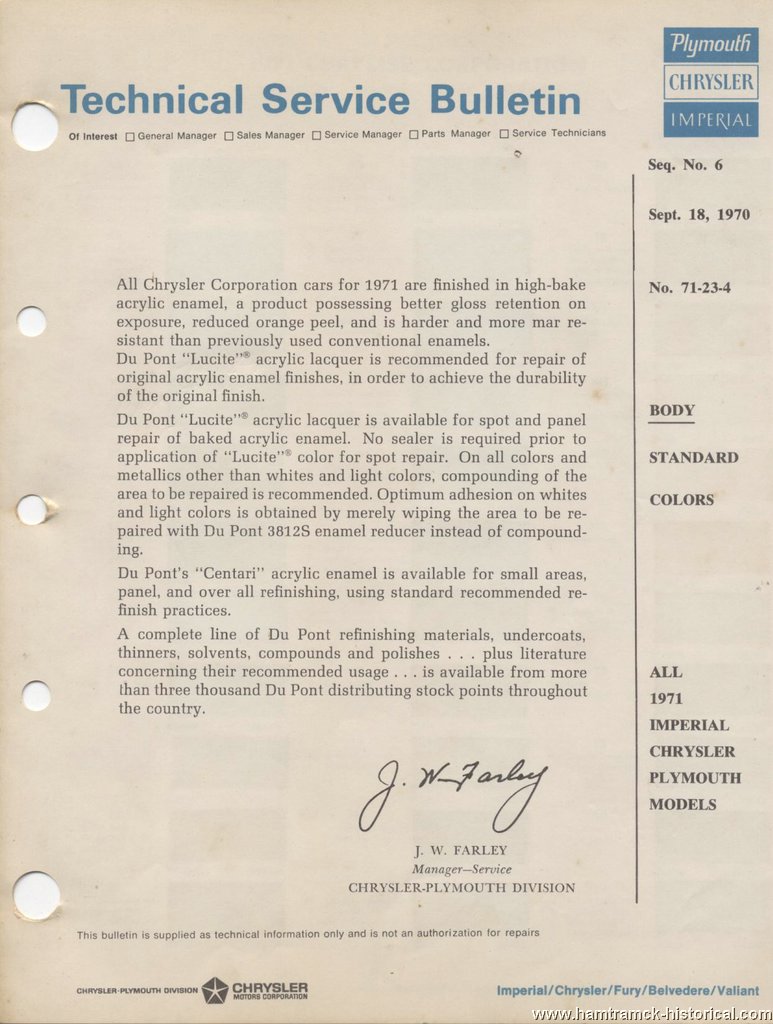 Plymouth
CHRYSLER
IMPERIAL
Technical Service Bulletin
Of Interest □ General Manager □ Sales Manager □ Service Manager □ Parts Manager □ Service Technicians
Seq. No. 6
Sept. 18, 1970
No. 71-23-4
All Chrysler Corporation cars for 1971 are finished in high-bake
acrylic enamel, a product possessing better gloss retention on
exposure, reduced orange peel, and is harder and more mar re-
sistant than previously used conventional enamels.
Du Pont "Lucite"® acrylic lacquer is recommended for repair of
original acrylic enamel finishes, in order to achieve the durability
of the original finish.
Du Pont "Lucite"® acrylic lacquer is available for spot and panel
repair of baked acrylic enamel. No sealer is required prior to
application of "Lucite"® color for spot repair. On all colors and
metallics other than whites and light colors, compounding of the
area to be repaired is recommended. Optimum adhesion on whites
and light colors is obtained by merely wiping the area to be re-
paired with Du Pont 3812S enamel reducer instead of compound-
ing.
Du Pont's "Centari" acrylic enamel is available for small areas,
panel, and over all refinishing, using standard recommended re-
finish practices.
A complete line of Du Pont refinishing materials, undercoats,
thinners, solvents, compounds and polishes . . . plus literature
concerning their recommended usage . . . is available from more
than three thousand Du Pont distributing stock points throughout
the country.
BODY
STANDARD
COLORS
ALL
1971
IMPERIAL
CHRYSLER
PLYMOUTH
MODELS
J. W. Farley
J. W. FARLEY
Manager—Service
CHRYSLER-PLYMOUTH DIVISION
This bulletin is supplied as technical information only and is not an authorization for repairs
CHRYSLER-PLYMOUTH DIVISION CHRYSLER
MOTORS CORPORATION
Imperial/Chrysler/Fury/Belvedere/Valiant
www.hamtramck-historical.com